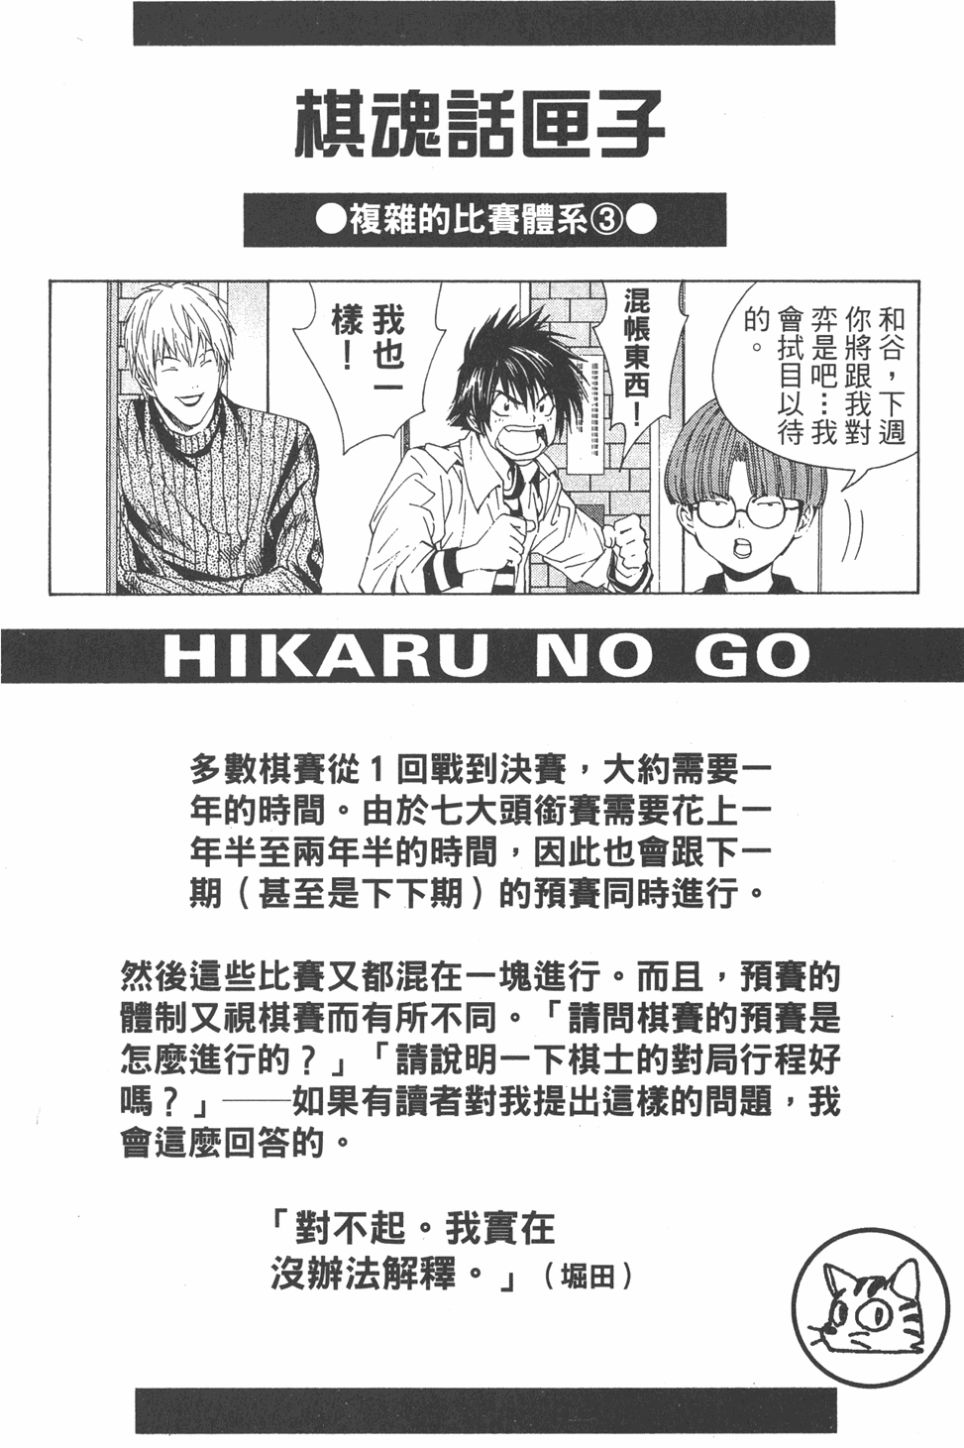 棋魂話匣子
●複雜的比賽體系③●
和谷，下週
你將跟我對
弈是吧…我
會拭目以待
的。
混帳東西！
我也一
樣！
HIKARU NO GO
多數棋賽從1回戰到決賽，大約需要一
年的時間。由於七大頭銜賽需要花上一
年半至兩年半的時間，因此也會跟下一
期（甚至是下下期）的預賽同時進行。
然後這些比賽又都混在一塊進行。而且，預賽的
體制又視棋賽而有所不同。「請問棋賽的預賽是
怎麼進行的？」「請說明一下棋士的對局行程好
嗎？」──如果有讀者對我提出這樣的問題，我
會這麼回答的。
「對不起。我實在
沒辦法解釋。」（堀田）